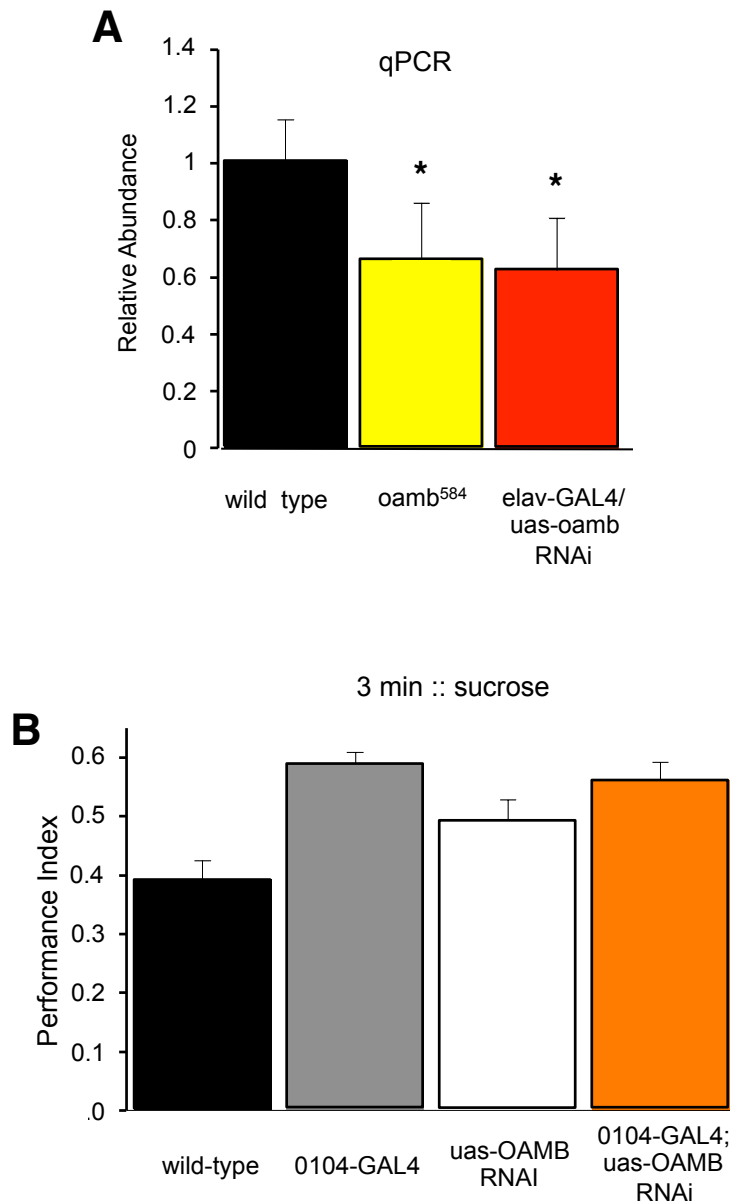 A
qPCR
Relative Abundance
1.4
1.2
1
0.8
0.6
0.4
0.2
0
*
*
wild type
oamb584
elav-GAL4/
uas-oamb
RNAi
3 min :: sucrose
B
Performance Index
0.6
0.5
0.4
0.3
0.2
0.1
.0
wild-type
0104-GAL4
uas-OAMB
RNAI
0104-GAL4;
uas-OAMB
RNAi